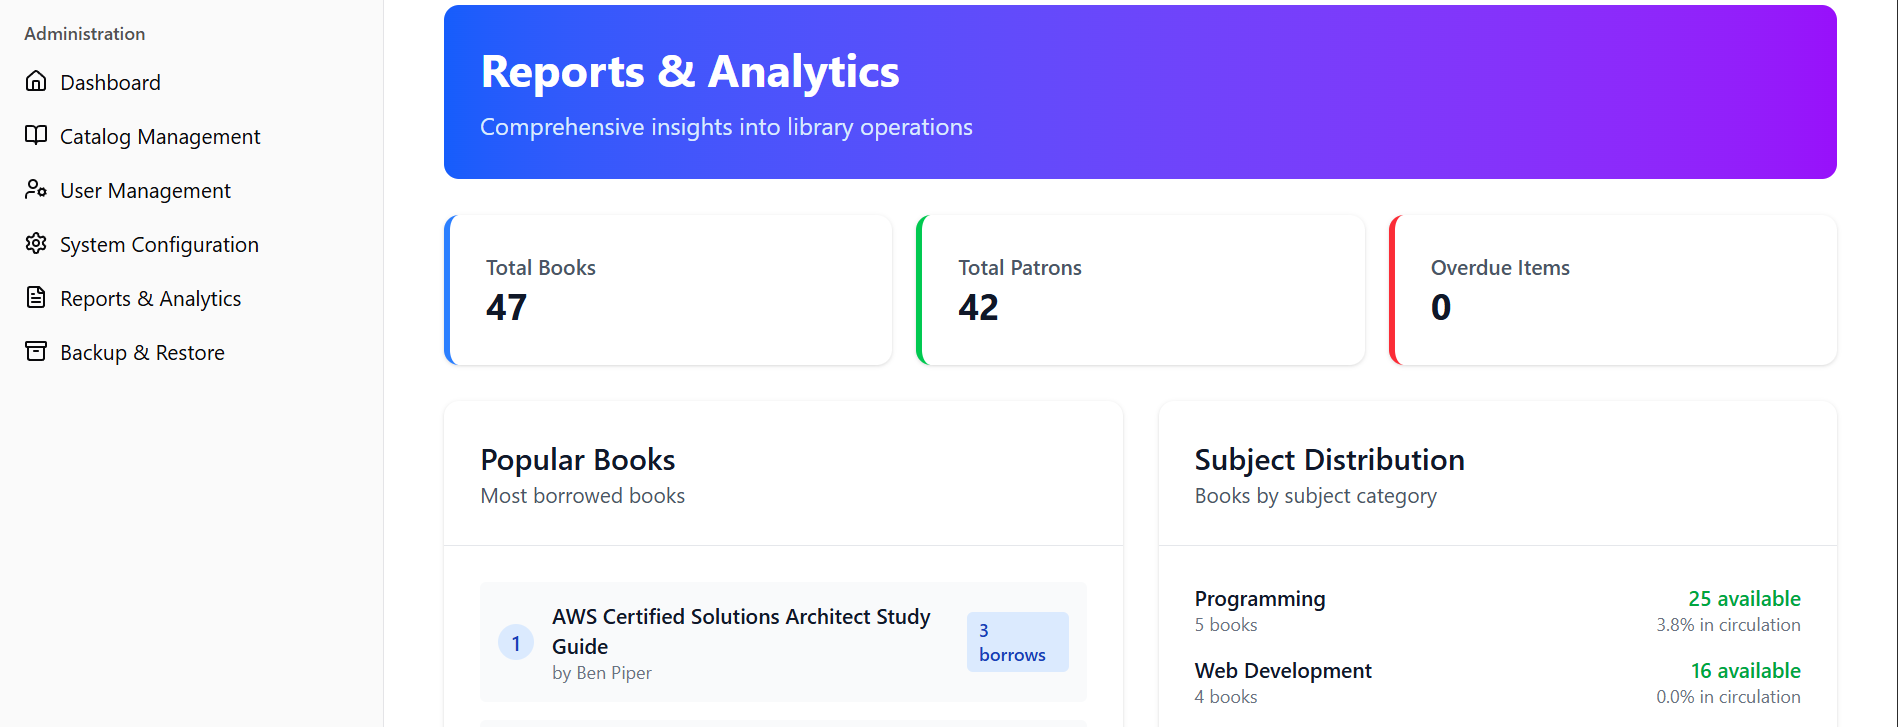 Administration
Dashboard
Catalog Management
User Management
System Configuration
Reports & Analytics
Backup & Restore
Reports & Analytics
Comprehensive insights into library operations
Total Books
47
Total Patrons
42
Overdue Items
0
Popular Books
Most borrowed books
1
AWS Certified Solutions Architect Study
Guide
by Ben Piper
3
borrows
Subject Distribution
Books by subject category
Programming
25 available
5 books
3.8% in circulation
Web Development
16 available
4 books
0.0% in circulation